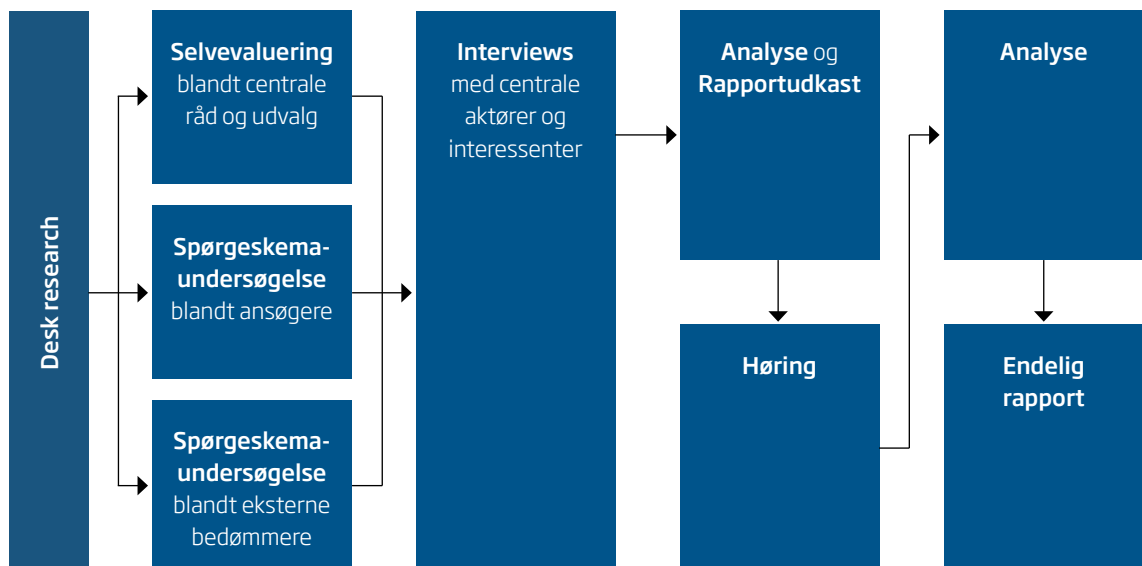 Desk research
Selvevaluering
blandt centrale
råd og udvalg
Spørgeskema-
undersøgelse
blandt ansøgere
Spørgeskema-
undersøgelse
blandt eksterne
bedømmere
Interviews
med centrale
aktører og
interessenter
Analyse og
Rapportudkast
Høring
Analyse
Endelig
rapport